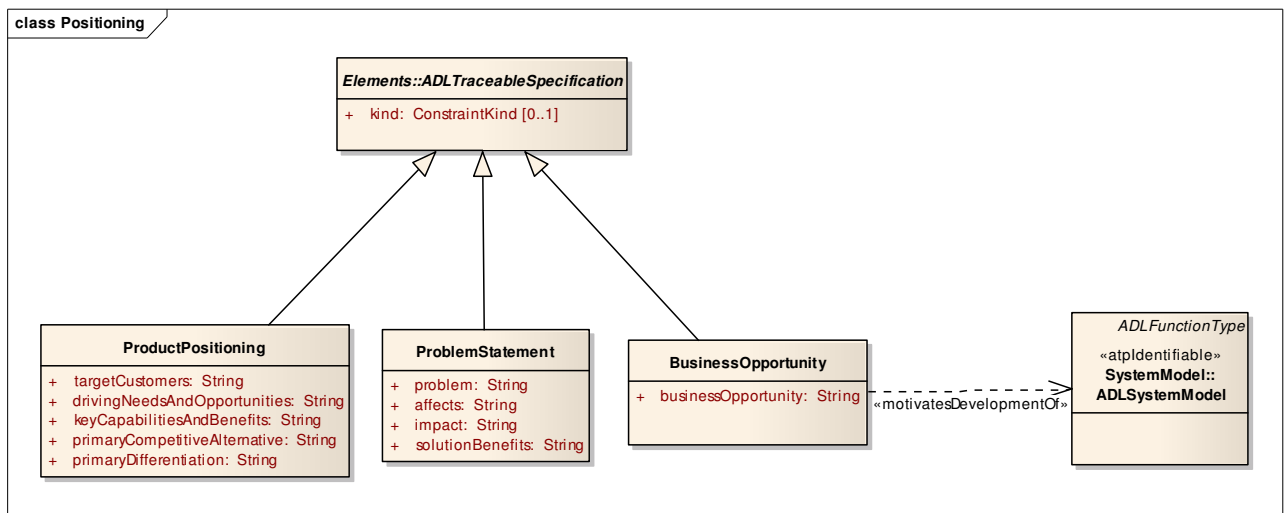 class Positioning
Elements::ADLTraceableSpecification
+ kind: ConstraintKind [0..1]
ProductPositioning
+ targetCustomers: String
+ drivingNeedsAndOpportunities: String
+ keyCapabilitiesAndBenefits: String
+ primaryCompetitiveAlternative: String
+ primaryDifferentiation: String
ProblemStatement
+ problem: String
+ affects: String
+ impact: String
+ solutionBenefits: String
BusinessOpportunity
+ businessOpportunity: String
«motivatesDevelopmentOf»
ADLFunctionType
«atpIdentifiable»
SystemModel::
ADLSystemModel